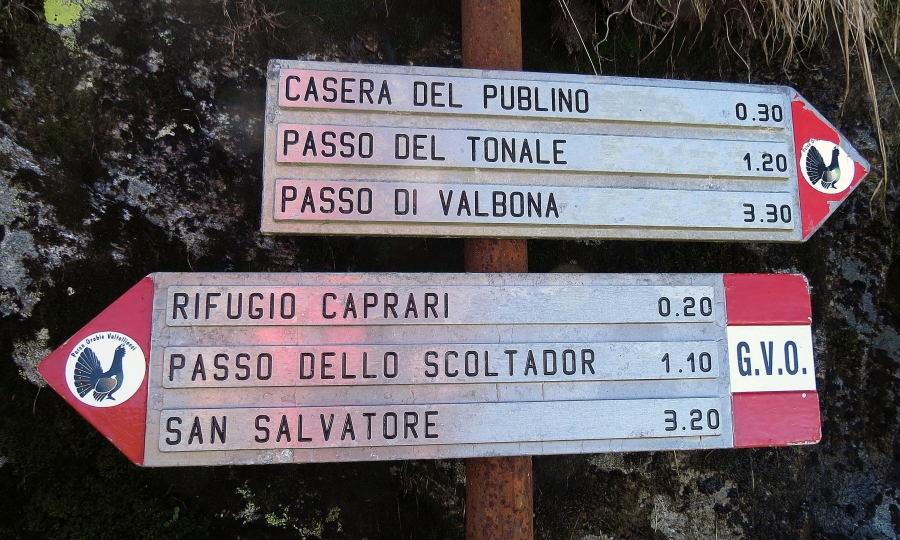 CASERA DEL PUBLINO 0.30
PASSO DEL TONALE 1.20
PASSO DI VALBONA 3.30
Parco Orobie Valtellinesi
RIFUGIO CAPRARI 0.20
PASSO DELLO SCOLTADOR 1.10
G.V.O.
SAN SALVATORE 3.20